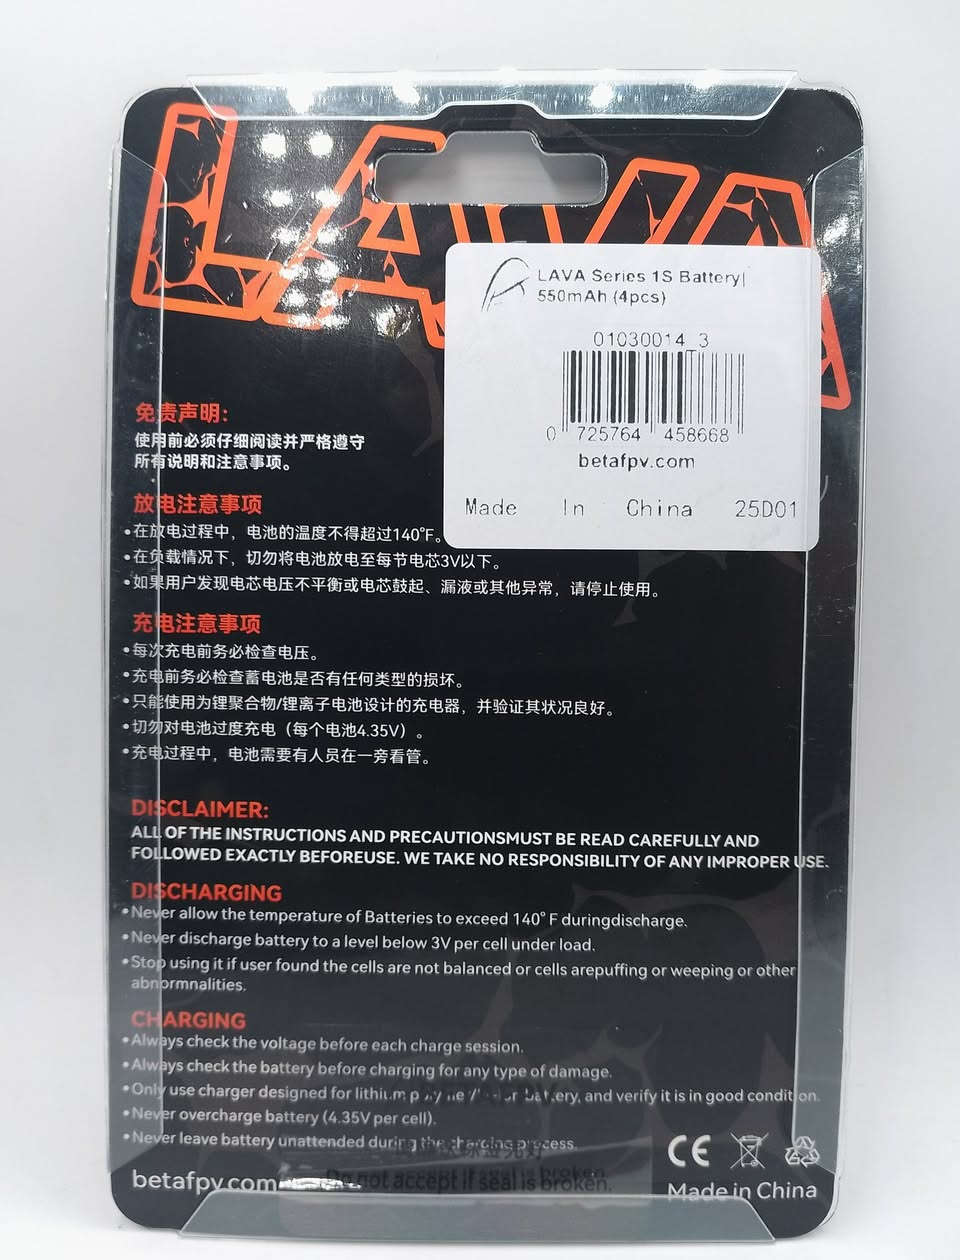 LAVA
LAVA Series 1S Battery|
550mAh (4pcs)
01030014_3
0 725764 458668
betafpv.com
Made In China 25D01
免责声明：
使用前必须仔细阅读并严格遵守
所有说明和注意事项。
放电注意事项
•在放电过程中，电池的温度不得超过140°F。
•在负载情况下，切勿将电池放电至每节电芯3V以下。
•如果用户发现电芯电压不平衡或电芯鼓起、漏液或其他异常，请停止使用。
充电注意事项
•每次充电前务必检查电压。
•充电前务必检查蓄电池是否有任何类型的损坏。
•只能使用为锂聚合物/锂离子电池设计的充电器，并验证其状况良好。
•切勿对电池过度充电（每个电池4.35V）。
•充电过程中，电池需要有人员在一旁看管。
DISCLAIMER:
ALL OF THE INSTRUCTIONS AND PRECAUTIONSMUST BE READ CAREFULLY AND
FOLLOWED EXACTLY BEFOREUSE. WE TAKE NO RESPONSIBILITY OF ANY IMPROPER USE.
DISCHARGING
•Never allow the temperature of Batteries to exceed 140° F duringdischarge.
•Never discharge battery to a level below 3V per cell under load.
•Stop using it if user found the cells are not balanced or cells arepuffing or weeping or other
abnormnalities.
CHARGING
•Always check the voltage before each charge session.
•Always check the battery before charging for any type of damage.
•Only use charger designed for lithium battery, and verify it is in good condition.
•Never overcharge battery (4.35V per cell).
•Never leave battery unattended during the charging process.
betafpv.com
Do not accept if seal is broken.
CE
Made in China